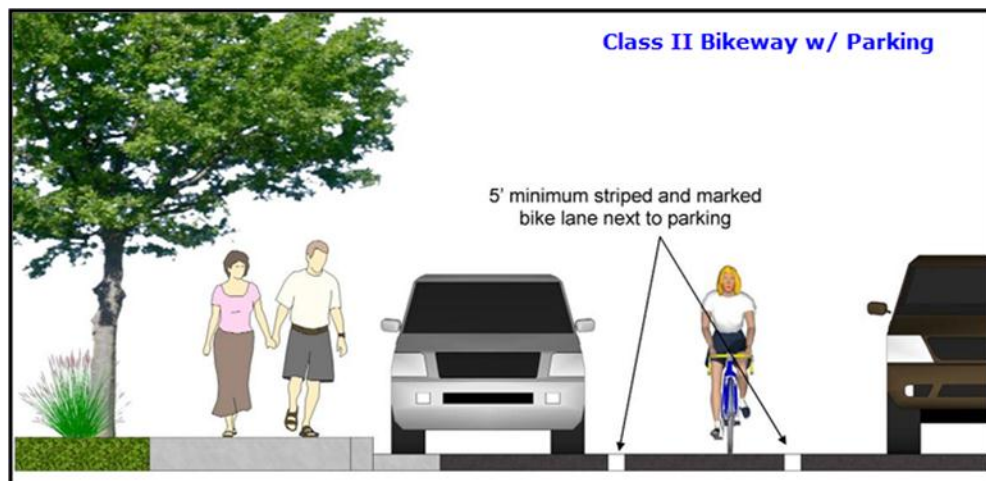 Class II Bikeway w/ Parking
5' minimum striped and marked
bike lane next to parking